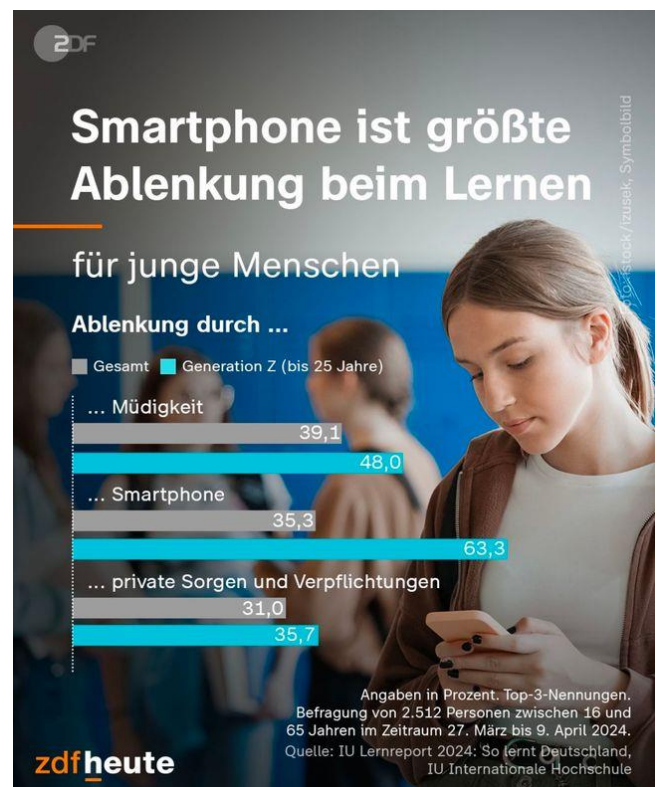 ZDF
Smartphone ist größte
Ablenkung beim Lernen
für junge Menschen
Foto: istock/izusek, Symbolbild
Ablenkung durch ...
Gesamt Generation Z (bis 25 Jahre)
... Müdigkeit
39,1
48,0
... Smartphone
35,3
63,3
... private Sorgen und Verpflichtungen
31,0
35,7
Angaben in Prozent. Top-3-Nennungen.
Befragung von 2.512 Personen zwischen 16 und
65 Jahren im Zeitraum 27. März bis 9. April 2024.
Quelle: IU Lernreport 2024: So lernt Deutschland,
IU Internationale Hochschule
zdfheute